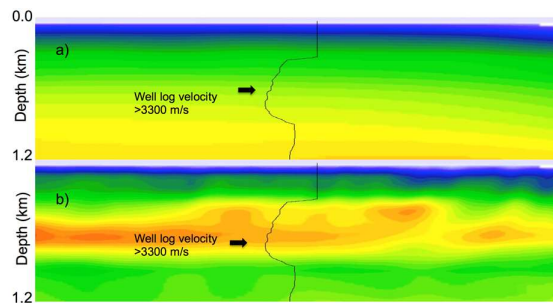 0.0
Depth (km)
a)
Well log velocity
>3300 m/s
1.2
Depth (km)
b)
Well log velocity
>3300 m/s
1.2